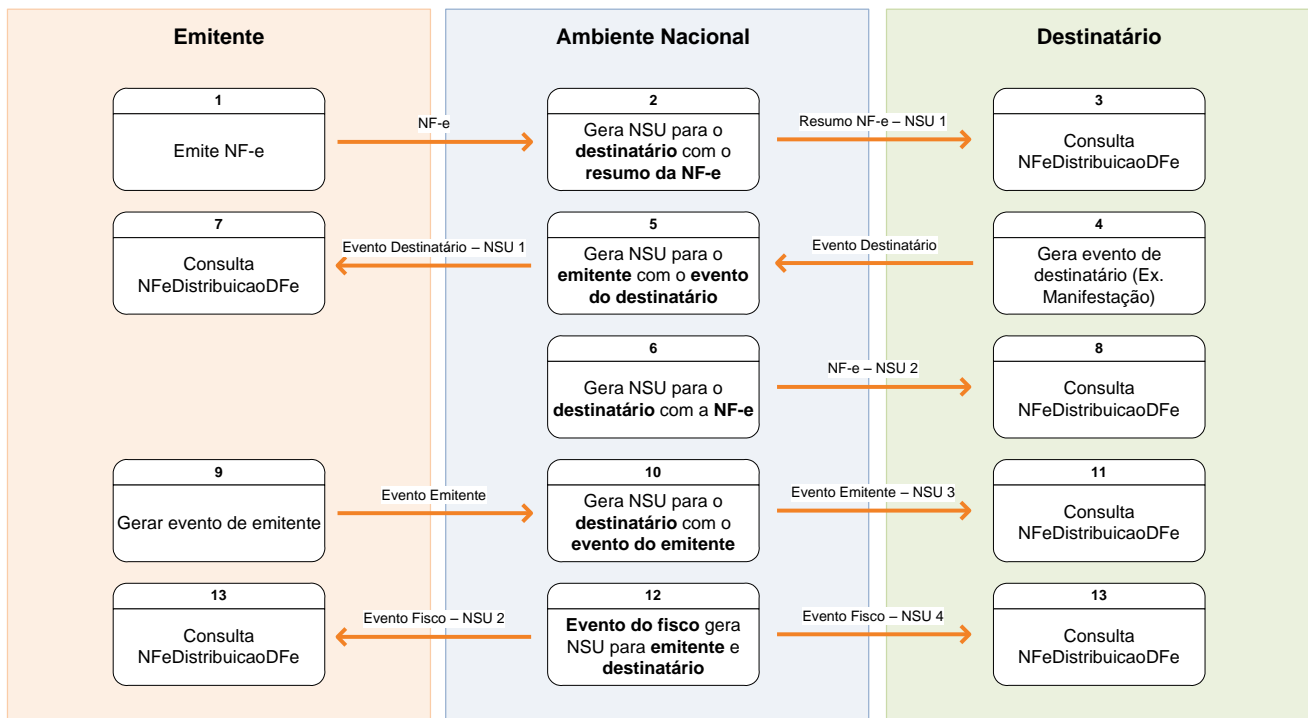 Emitente
Ambiente Nacional
Destinatário
1
Emite NF-e
NF-e
2
Gera NSU para o
destinatário com o
resumo da NF-e
Resumo NF-e – NSU 1
3
Consulta
NFeDistribuicaoDFe
7
Consulta
NFeDistribuicaoDFe
Evento Destinatário – NSU 1
5
Gera NSU para o
emitente com o evento
do destinatário
Evento Destinatário
4
Gera evento de
destinatário (Ex.
Manifestação)
6
Gera NSU para o
destinatário com a NF-e
NF-e – NSU 2
8
Consulta
NFeDistribuicaoDFe
9
Gerar evento de emitente
Evento Emitente
10
Gera NSU para o
destinatário com o
evento do emitente
Evento Emitente – NSU 3
11
Consulta
NFeDistribuicaoDFe
13
Consulta
NFeDistribuicaoDFe
Evento Fisco – NSU 2
12
Evento do fisco gera
NSU para emitente e
destinatário
Evento Fisco – NSU 4
13
Consulta
NFeDistribuicaoDFe